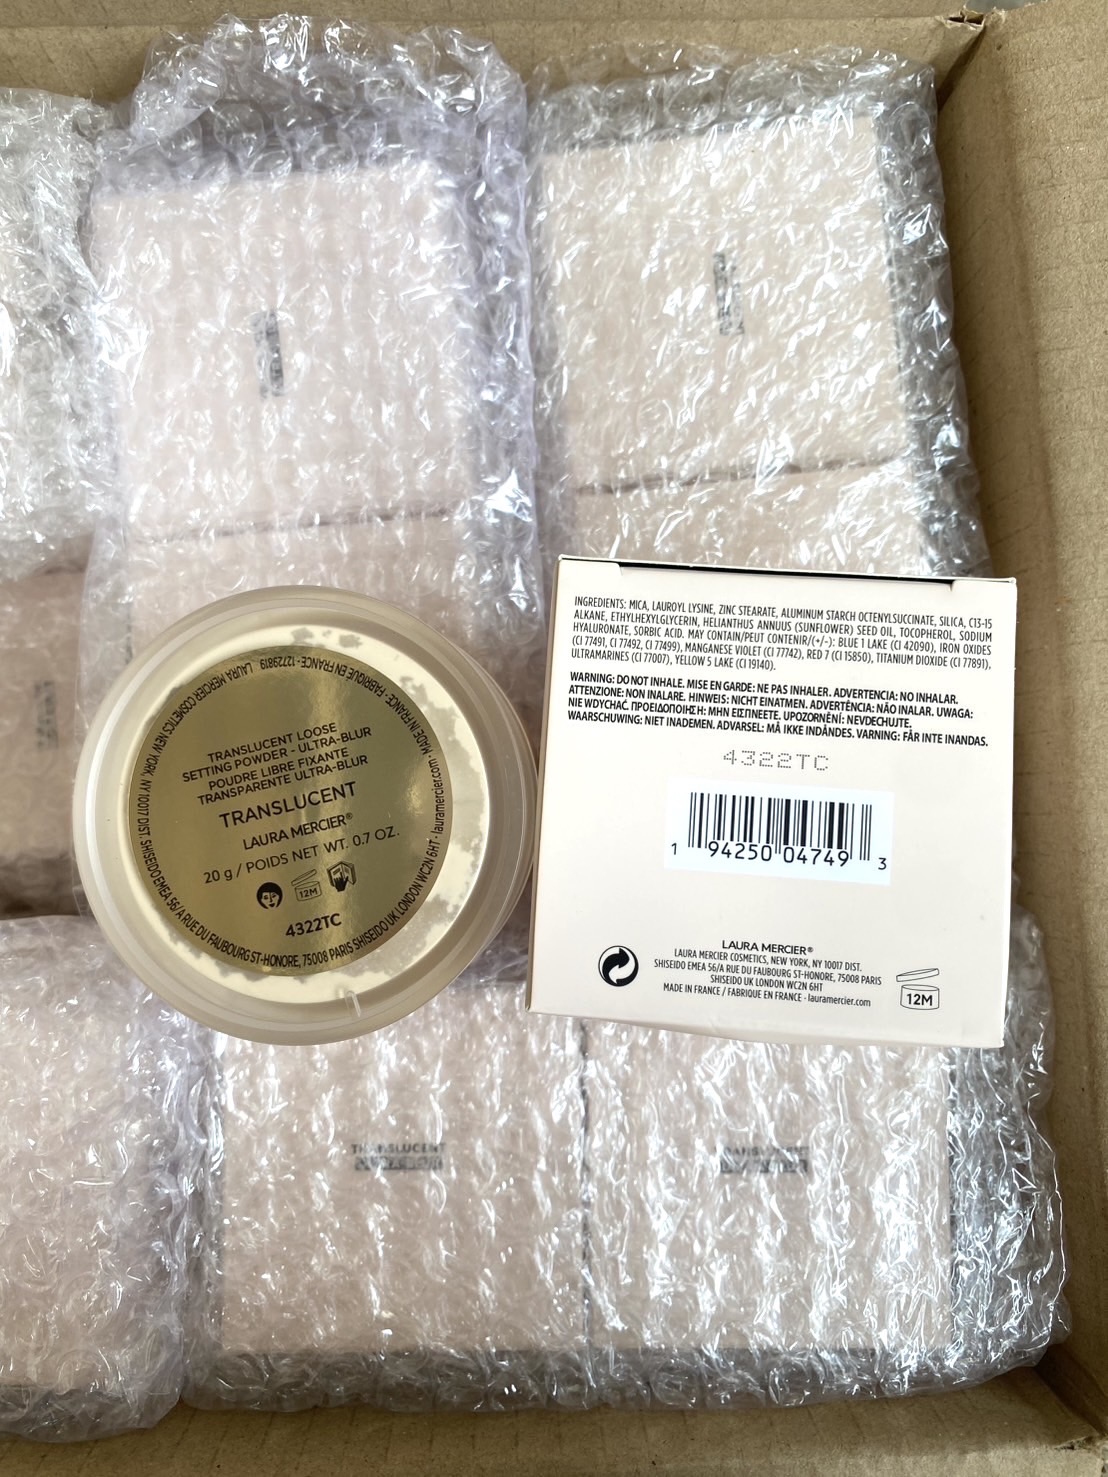 TRANSLUCENT LOOSE
SETTING POWDER - ULTRA-BLUR
POUDRE LIBRE FIXANTE
TRANSPARENTE ULTRA-BLUR
TRANSLUCENT
LAURA MERCIER®
20 g / POIDS NET WT. 0.7 OZ.
12M
4322TC
LAURA MERCIER COSMETICS NEW YORK, NY 10017 DIST. SHISEIDO EMEA 56/A RUE DU FAUBOURG ST-HONORE, 75008 PARIS SHISEIDO UK LONDON WC2N 6HT - lauramercier.com - MADE IN FRANCE - FABRIQUE EN FRANCE - 12729819
INGREDIENTS: MICA, LAUROYL LYSINE, ZINC STEARATE, ALUMINUM STARCH OCTENYLSUCCINATE, SILICA, C13-15
ALKANE, ETHYLHEXYLGLYCERIN, HELIANTHUS ANNUUS (SUNFLOWER) SEED OIL, TOCOPHEROL, SODIUM
HYALURONATE, SORBIC ACID. MAY CONTAIN/PEUT CONTENIR/(+/-): BLUE 1 LAKE (CI 42090), IRON OXIDES
(CI 77491, CI 77492, CI 77499), MANGANESE VIOLET (CI 77742), RED 7 (CI 15850), TITANIUM DIOXIDE (CI 77891),
ULTRAMARINES (CI 77007), YELLOW 5 LAKE (CI 19140).
WARNING: DO NOT INHALE. MISE EN GARDE: NE PAS INHALER. ADVERTENCIA: NO INHALAR.
ATTENZIONE: NON INALARE. HINWEIS: NICHT EINATMEN. ADVERTÊNCIA: NÃO INALAR. UWAGA:
NIE WDYCHAĆ. ΠΡΟΕΙΔΟΠΟΙΗΣΗ: ΜΗΝ ΕΙΣΠΝΕΕΤΕ. UPOZORNĚNÍ: NEVDECHUJTE.
WAARSCHUWING: NIET INADEMEN. ADVARSEL: MÅ IKKE INDÅNDES. VARNING: FÅR INTE INANDAS.
4322TC
1 94250 04749 3
LAURA MERCIER®
LAURA MERCIER COSMETICS, NEW YORK, NY 10017 DIST.
SHISEIDO EMEA 56/A RUE DU FAUBOURG ST-HONORE, 75008 PARIS
SHISEIDO UK LONDON WC2N 6HT
MADE IN FRANCE / FABRIQUE EN FRANCE - lauramercier.com
12M
TRANSLUCENT